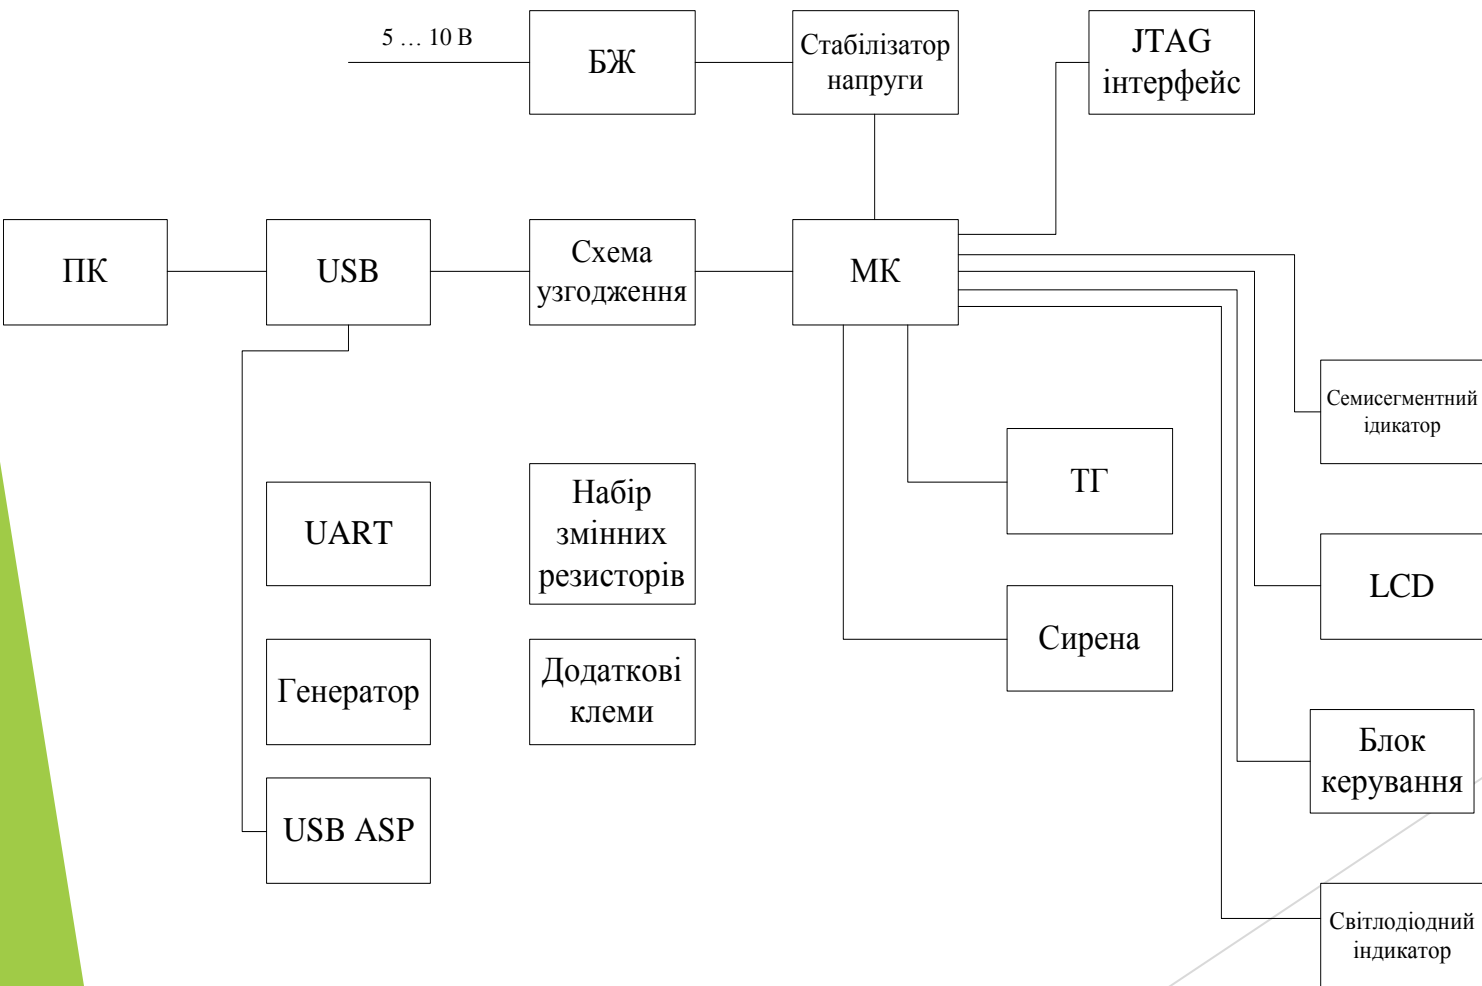 5 … 10 В
БЖ
Стабілізатор
напруги
JTAG
інтерфейс
ПК
USB
Схема
узгодження
МК
Семисегментний
ідикатор
ТГ
UART
Набір
змінних
резисторів
LCD
Сирена
Генератор
Додаткові
клеми
Блок
керування
USB ASP
Світлодіодний
індикатор